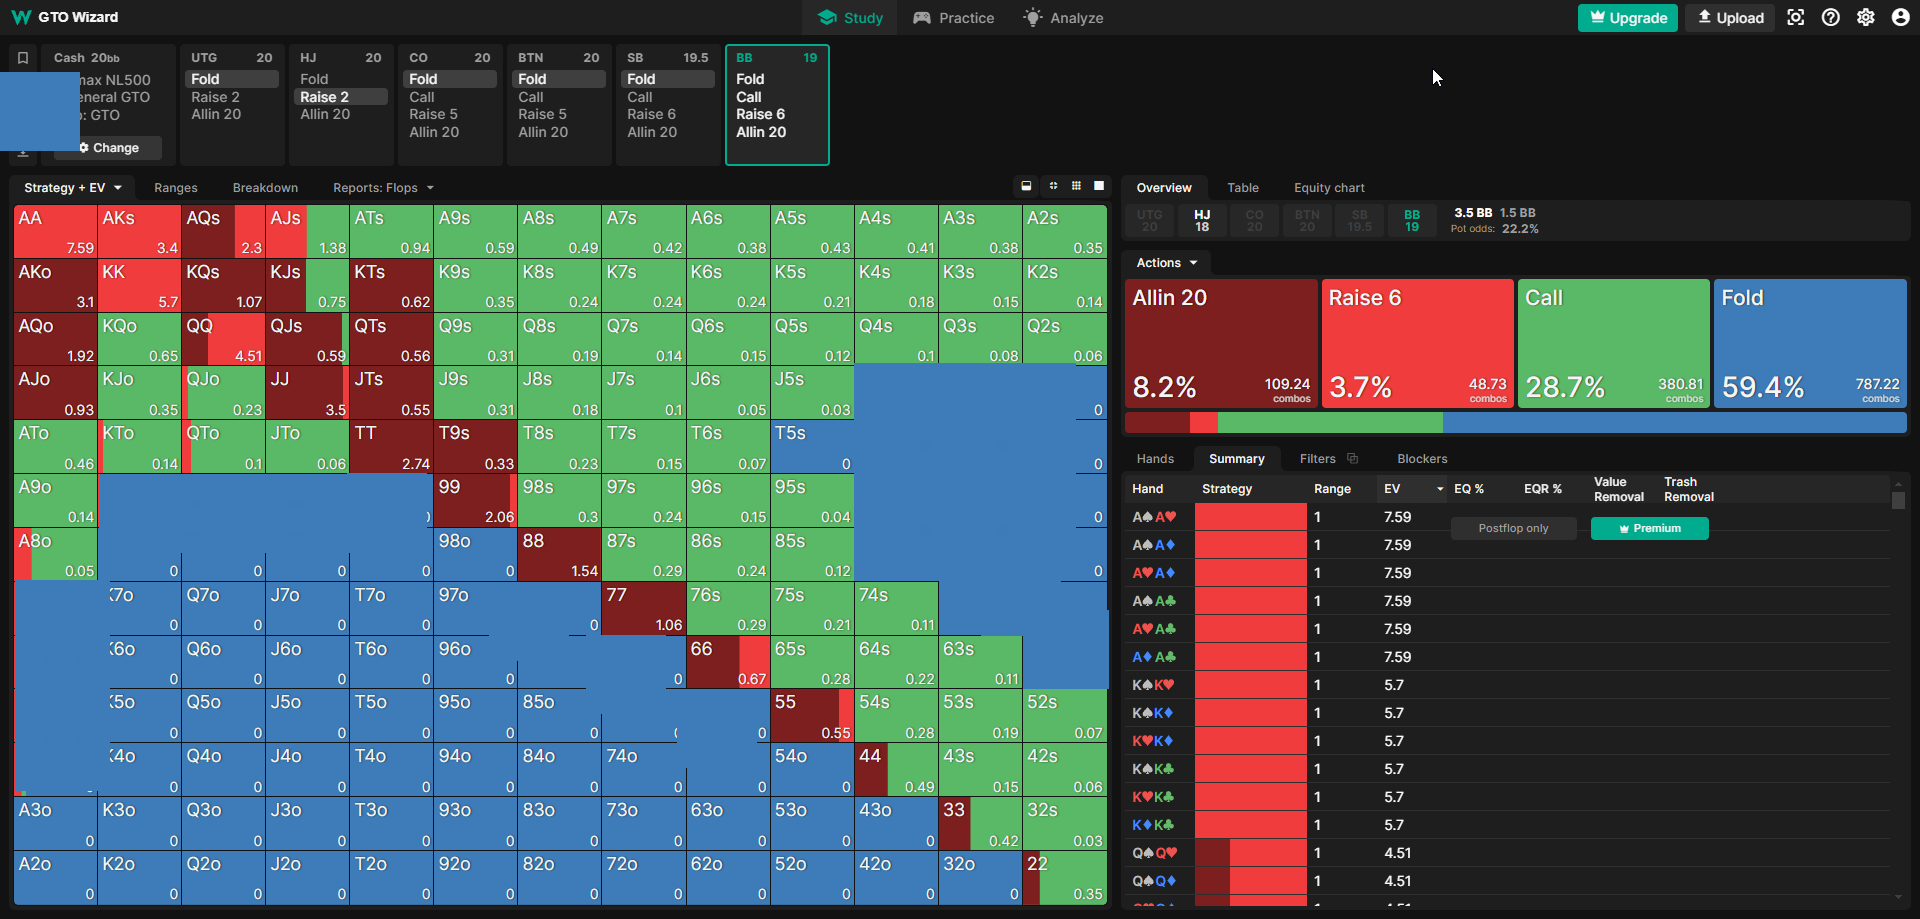 GTO Wizard
Study
Practice
Analyze
Upgrade
Upload
Cash 20bb
max NL500
eneral GTO
: GTO
Change
UTG 20
Fold
Raise 2
Allin 20
HJ 20
Fold
Raise 2
Allin 20
CO 20
Fold
Call
Raise 5
Allin 20
BTN 20
Fold
Call
Raise 5
Allin 20
SB 19.5
Fold
Call
Raise 6
Allin 20
BB 19
Fold
Call
Raise 6
Allin 20
Strategy + EV
Ranges
Breakdown
Reports: Flops
AA AKs AQs AJs ATs A9s A8s A7s A6s A5s A4s A3s A2s
7.59 3.4 2.3 1.38 0.94 0.59 0.49 0.42 0.38 0.43 0.41 0.38 0.35
AKo KK KQs KJs KTs K9s K8s K7s K6s K5s K4s K3s K2s
3.1 5.7 1.07 0.75 0.62 0.35 0.24 0.24 0.24 0.21 0.18 0.15 0.14
AQo KQo QQ QJs QTs Q9s Q8s Q7s Q6s Q5s Q4s Q3s Q2s
1.92 0.65 4.51 0.59 0.56 0.31 0.19 0.14 0.15 0.12 0.1 0.08 0.06
AJo KJo QJo JJ JTs J9s J8s J7s J6s J5s
0.93 0.35 0.23 3.5 0.55 0.31 0.18 0.1 0.05 0.03 0
ATo KTo QTo JTo TT T9s T8s T7s T6s T5s
0.46 0.14 0.1 0.06 2.74 0.33 0.23 0.15 0.07 0 0
A9o 99 98s 97s 96s 95s
0.14 2.06 0.3 0.24 0.15 0.04 0
A8o 98o 88 87s 86s 85s
0.05 0 0 0 0 0 1.54 0.29 0.24 0.12 0
K7o Q7o J7o T7o 97o 77 76s 75s 74s
0 0 0 0 0 1.06 0.29 0.21 0.11
K6o Q6o J6o T6o 96o 66 65s 64s 63s
0 0 0 0 0 0.67 0.28 0.22 0.11
K5o Q5o J5o T5o 95o 85o 55 54s 53s 52s
0 0 0 0 0 0 0.55 0.28 0.19 0.07
K4o Q4o J4o T4o 94o 84o 74o 54o 44 43s 42s
0 0 0 0 0 0 0 0 0.49 0.15 0.06
A3o K3o Q3o J3o T3o 93o 83o 73o 63o 53o 43o 33 32s
0 0 0 0 0 0 0 0 0 0 0 0.42 0.03
A2o K2o Q2o J2o T2o 92o 82o 72o 62o 52o 42o 32o 22
0 0 0 0 0 0 0 0 0 0 0 0 0.35
Overview
Table
Equity chart
UTG 20
HJ 18
CO 20
BTN 20
SB 19.5
BB 19
3.5 BB 1.5 BB
Pot odds: 22.2%
Actions
Allin 20
8.2% 109.24 combos
Raise 6
3.7% 48.73 combos
Call
28.7% 380.81 combos
Fold
59.4% 787.22 combos
Hands
Summary
Filters
Blockers
Hand Strategy Range EV EQ % EQR % Value Removal Trash Removal
Postflop only
Premium
A♠A♥ 1 7.59
A♠A♦ 1 7.59
A♥A♦ 1 7.59
A♠A♣ 1 7.59
A♥A♣ 1 7.59
A♦A♣ 1 7.59
K♠K♥ 1 5.7
K♠K♦ 1 5.7
K♥K♦ 1 5.7
K♠K♣ 1 5.7
K♥K♣ 1 5.7
K♦K♣ 1 5.7
Q♠Q♥ 1 4.51
Q♠Q♦ 1 4.51